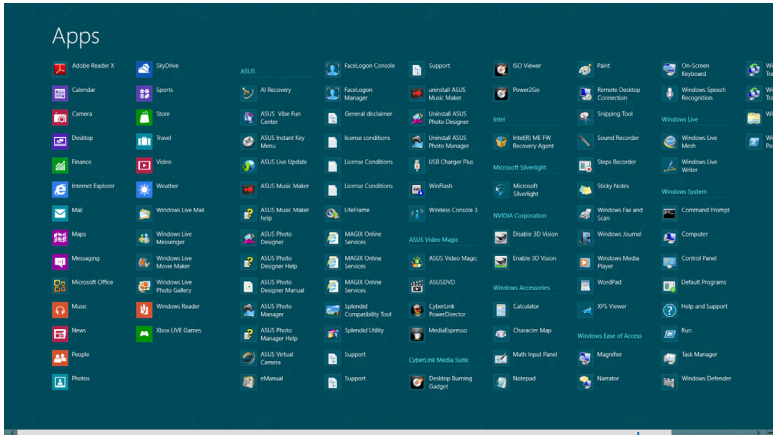 Apps
Adobe Reader X
Calendar
Camera
Desktop
Finance
Internet Explorer
Mail
Maps
Messaging
Microsoft Office
Music
News
People
Photos
SkyDrive
Sports
Store
Travel
Video
Weather
Windows Live Mail
Windows Live
Messenger
Windows Live
Movie Maker
Windows Live
Photo Gallery
Windows Reader
Xbox LIVE Games
ASUS
AI Recovery
ASUS Vibe Fun
Center
ASUS Instant Key
Menu
ASUS Live Update
ASUS Music Maker
ASUS Music Maker
help
ASUS Photo
Designer
ASUS Photo
Designer Help
ASUS Photo
Designer Manual
ASUS Photo
Manager
ASUS Photo
Manager Help
ASUS Virtual
Camera
eManual
FaceLogon Console
FaceLogon
Manager
General disclaimer
license conditions
License Conditions
License Conditions
LifeFrame
MAGIX Online
Services
MAGIX Online
Services
MAGIX Online
Services
Splendid
Compatibility Tool
Splendid Utility
Support
Support
Support
uninstall ASUS
Music Maker
Uninstall ASUS
Photo Designer
Uninstall ASUS
Photo Manager
USB Charger Plus
WinFlash
Wireless Console 3
ASUS Video Magic
ASUS Video Magic
ASUSDVD
CyberLink
PowerDirector
MediaEspresso
CyberLink Media Suite
Desktop Burning
Gadget
ISO Viewer
Power2Go
Intel
Intel(R) ME FW
Recovery Agent
Microsoft Silverlight
Microsoft
Silverlight
NVIDIA Corporation
Disable 3D Vision
Enable 3D Vision
Windows Accessories
Calculator
Character Map
Math Input Panel
Notepad
Paint
Remote Desktop
Connection
Snipping Tool
Sound Recorder
Steps Recorder
Sticky Notes
Windows Fax and
Scan
Windows Journal
Windows Media
Player
WordPad
XPS Viewer
Windows Ease of Access
Magnifier
Narrator
On-Screen
Keyboard
Windows Speech
Recognition
Windows Live
Windows Live
Mesh
Windows Live
Writer
Windows System
Command Prompt
Computer
Control Panel
Default Programs
Help and Support
Run
Task Manager
Windows Defender